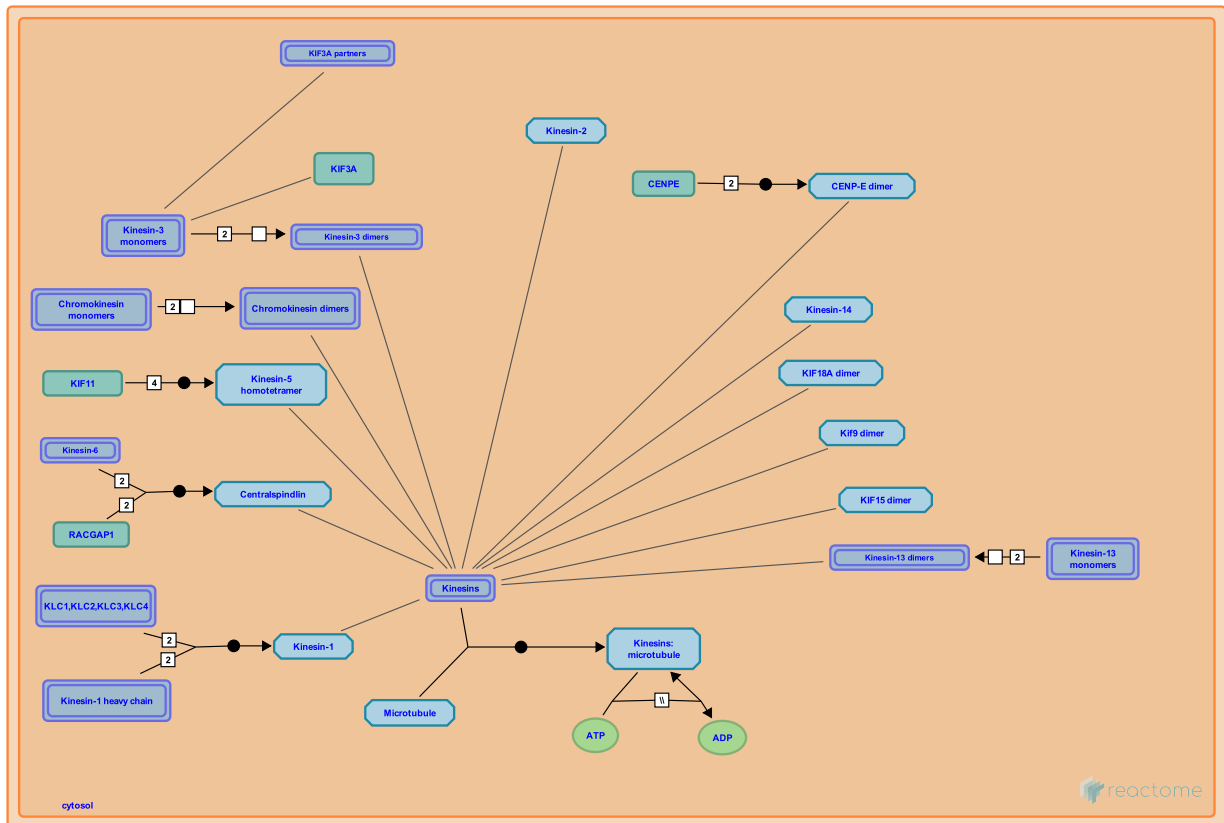 KIF3A partners
Kinesin-2
KIF3A
CENPE
2
CENP-E dimer
Kinesin-3
monomers
2
Kinesin-3 dimers
Chromokinesin
monomers
2
Chromokinesin dimers
Kinesin-14
KIF11
4
Kinesin-5
homotetramer
KIF18A dimer
Kinesin-6
2
2
RACGAP1
Centralspindlin
Kif9 dimer
KIF15 dimer
Kinesin-13 dimers
2
Kinesin-13
monomers
Kinesins
KLC1,KLC2,KLC3,KLC4
2
2
Kinesin-1 heavy chain
Kinesin-1
Kinesins:
microtubule
Microtubule
\\
ATP
ADP
cytosol
reactome